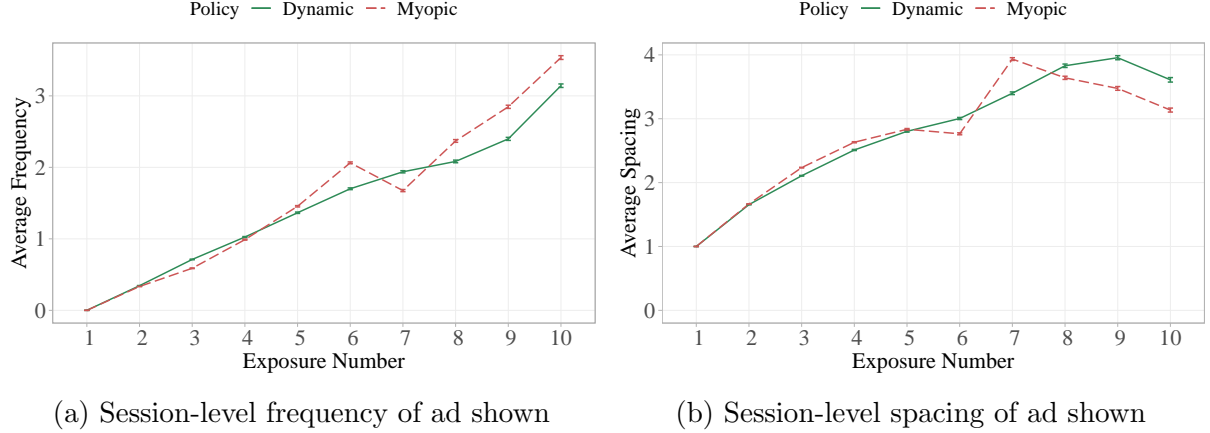 Policy Dynamic Myopic
Average Frequency
3
2
1
0
1 2 3 4 5 6 7 8 9 10
Exposure Number
(a) Session-level frequency of ad shown
Policy Dynamic Myopic
Average Spacing
4
3
2
1
0
1 2 3 4 5 6 7 8 9 10
Exposure Number
(b) Session-level spacing of ad shown